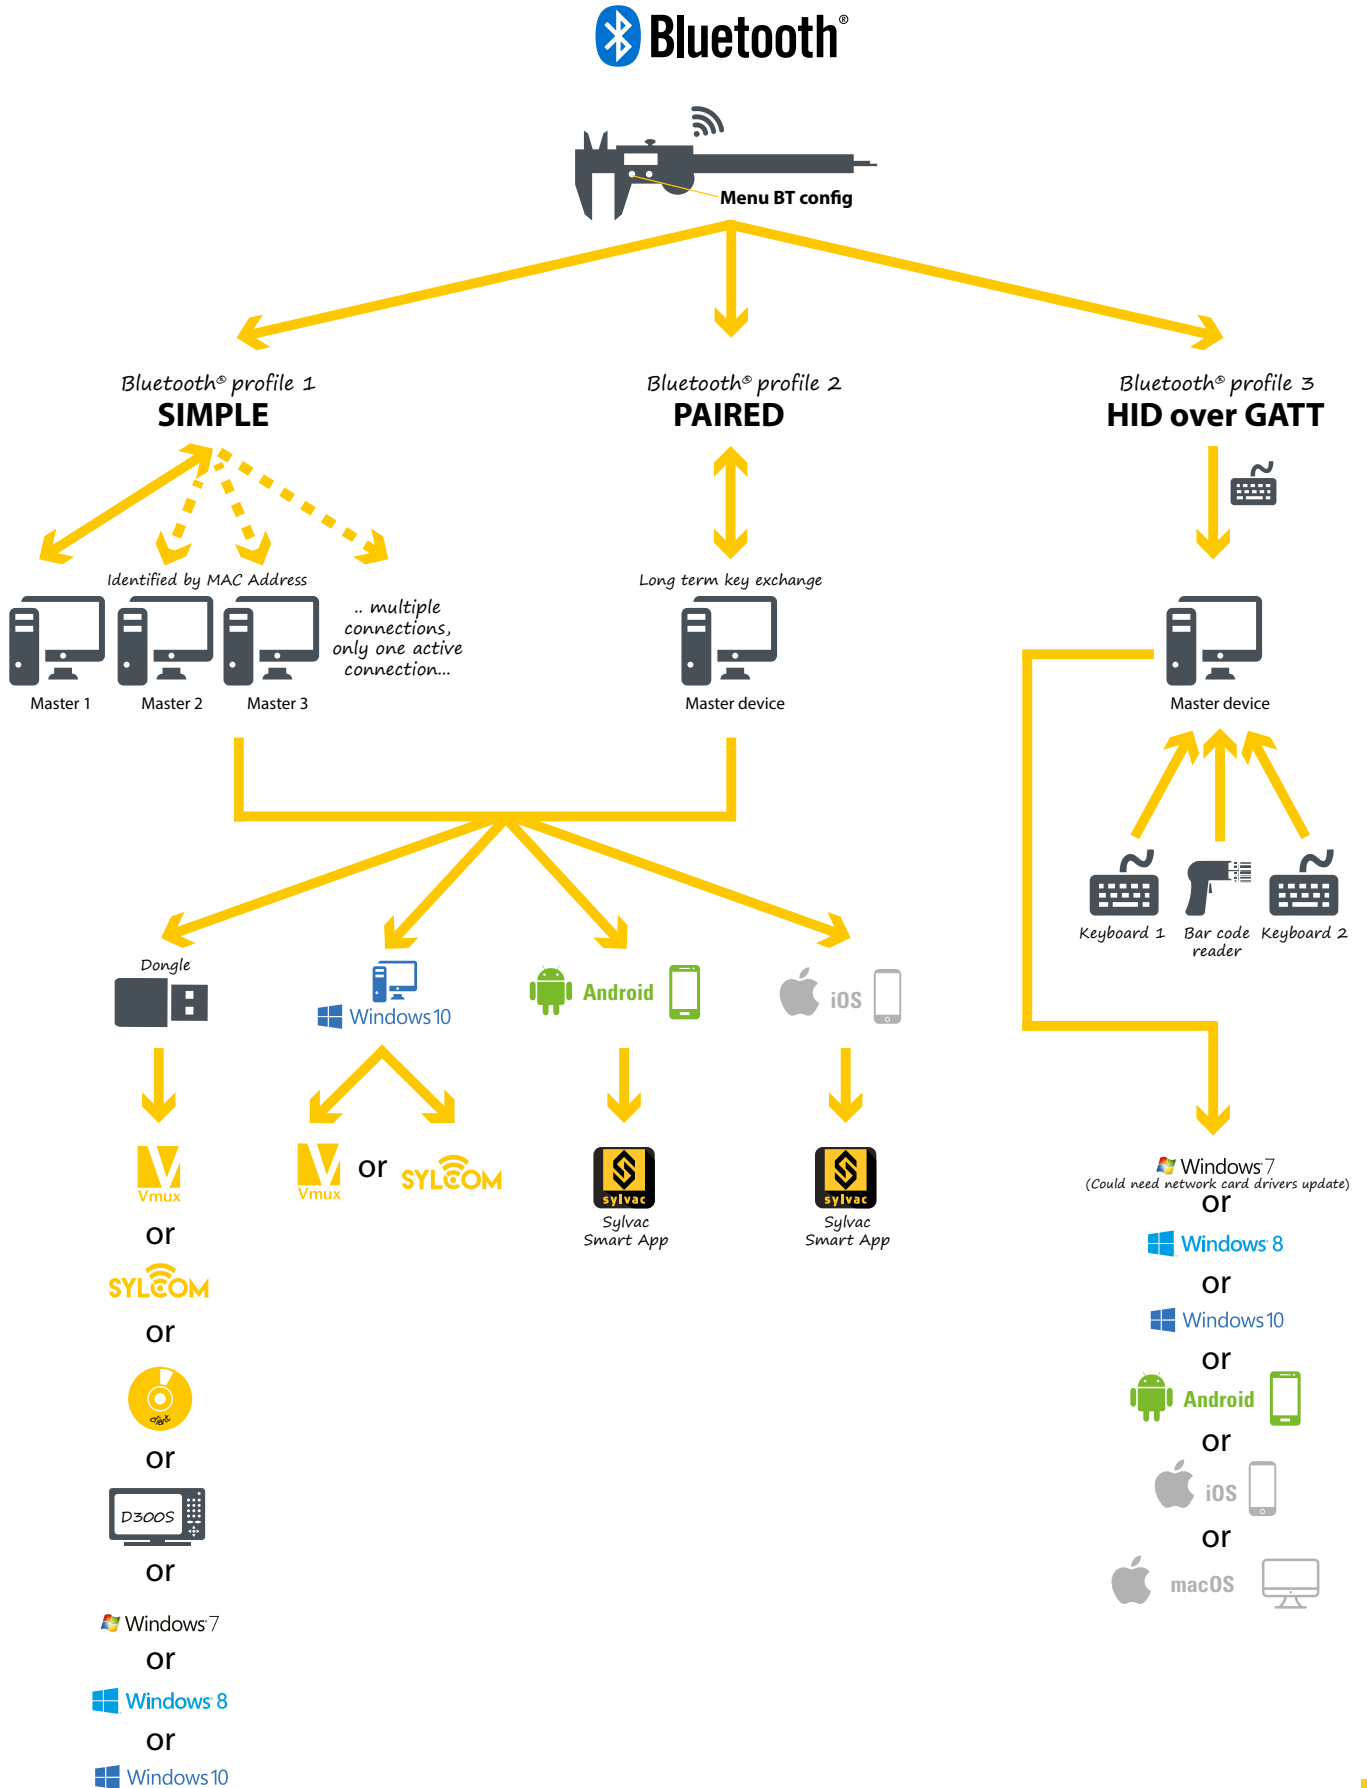 Bluetooth®
Menu BT config
Bluetooth® profile 1
SIMPLE
Bluetooth® profile 2
PAIRED
Bluetooth® profile 3
HID over GATT
Identified by MAC Address
.. multiple
connections,
only one active
connection...
Master 1
Master 2
Master 3
Long term key exchange
Master device
Master device
Keyboard 1
Bar code
reader
Keyboard 2
Dongle
Windows 10
Android
iOS
Vmux
or
SYLCOM
or
client
or
D300S
or
Windows 7
or
Windows 8
or
Windows 10
Vmux
or
SYLCOM
sylvac
Sylvac
Smart App
sylvac
Sylvac
Smart App
Windows 7
(Could need network card drivers update)
or
Windows 8
or
Windows 10
or
Android
or
iOS
or
macOS